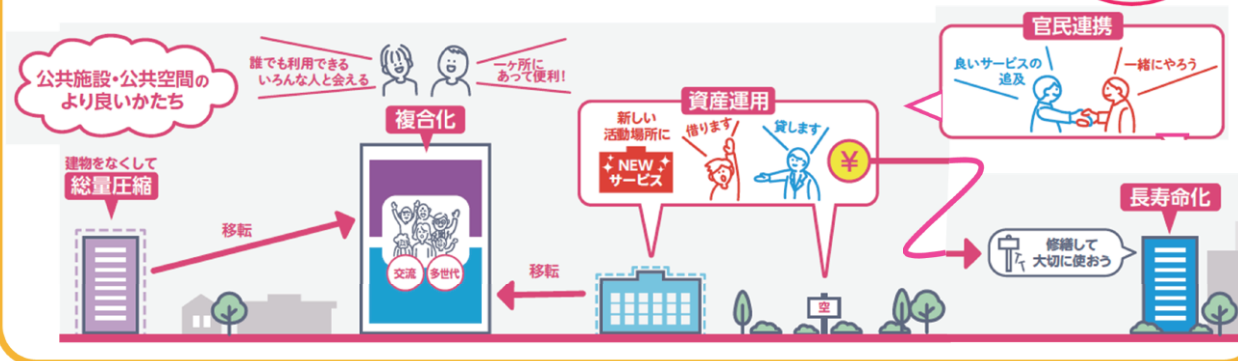 公共施設・公共空間の
より良いかたち
誰でも利用できる
いろんな人と会える
一ヶ所に
あって便利!
官民連携
良いサービスの
追及
一緒にやろう
複合化
資産運用
新しい
活動場所に
NEW
サービス
借ります
貸します
¥
建物をなくして
総量圧縮
移転
交流
多世代
移転
空
長寿命化
修繕して
大切に使おう